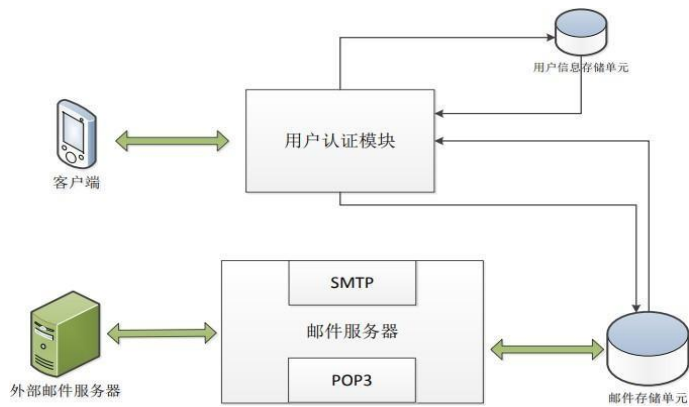 用户信息存储单元
用户认证模块
客户端
SMTP
邮件服务器
POP3
外部邮件服务器
邮件存储单元